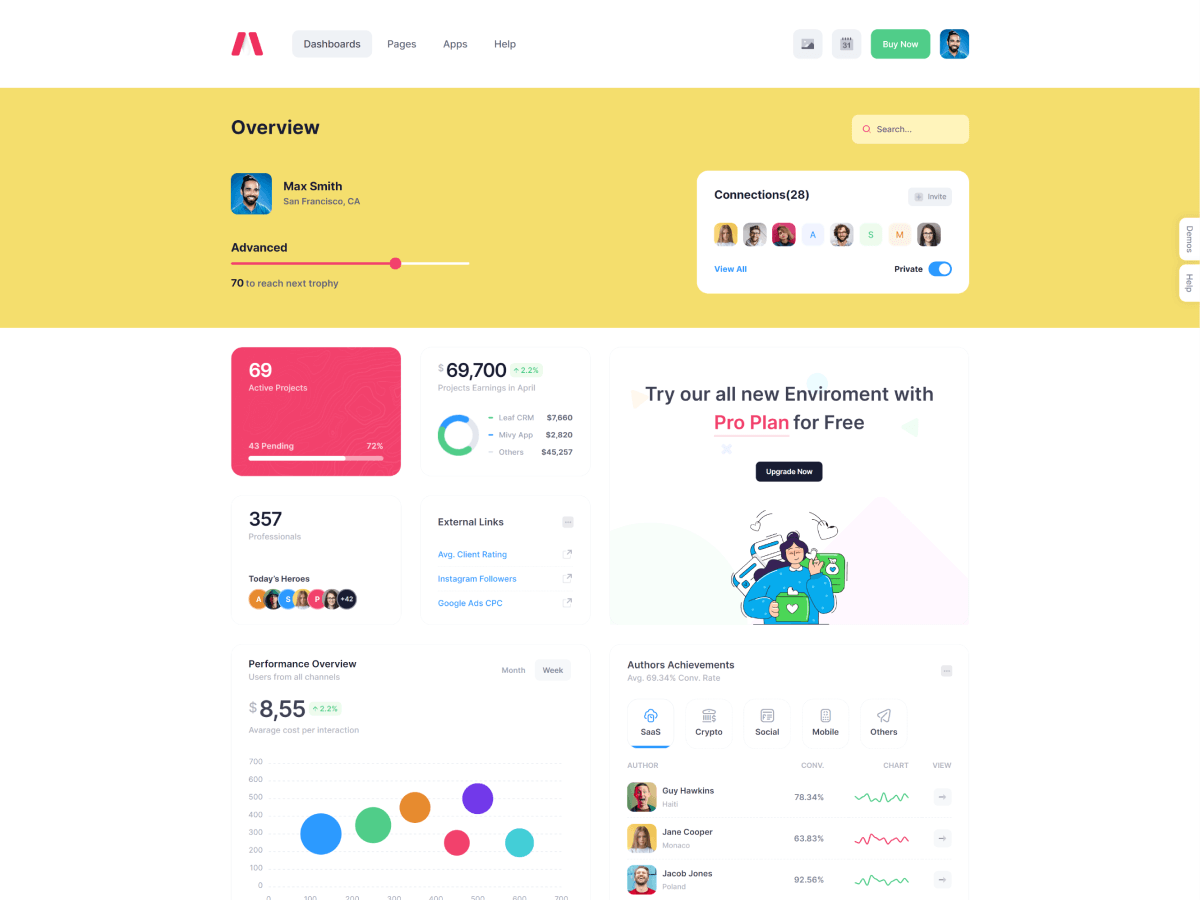 Dashboards
Pages
Apps
Help
31
Buy Now
Overview
Search...
Max Smith
San Francisco, CA
Connections(28)
Invite
A
S
M
View All
Private
Advanced
70 to reach next trophy
Demos
Help
69
Active Projects
43 Pending 72%
$69,700 2.2%
Projects Earnings in April
Leaf CRM $7,660
Mivy App $2,820
Others $45,257
Try our all new Enviroment with
Pro Plan for Free
Upgrade Now
357
Professionals
Today's Heroes
A S P +42
External Links
Avg. Client Rating
Instagram Followers
Google Ads CPC
Performance Overview
Users from all channels
Month
Week
$8,55 2.2%
Avarage cost per interaction
700
600
500
400
300
200
100
0
0 100 200 300 400 500 600 700
Authors Achievements
Avg. 69.34% Conv. Rate
SaaS
Crypto
Social
Mobile
Others
AUTHOR CONV. CHART VIEW
Guy Hawkins
Haiti
78.34%
Jane Cooper
Monaco
63.83%
Jacob Jones
Poland
92.56%